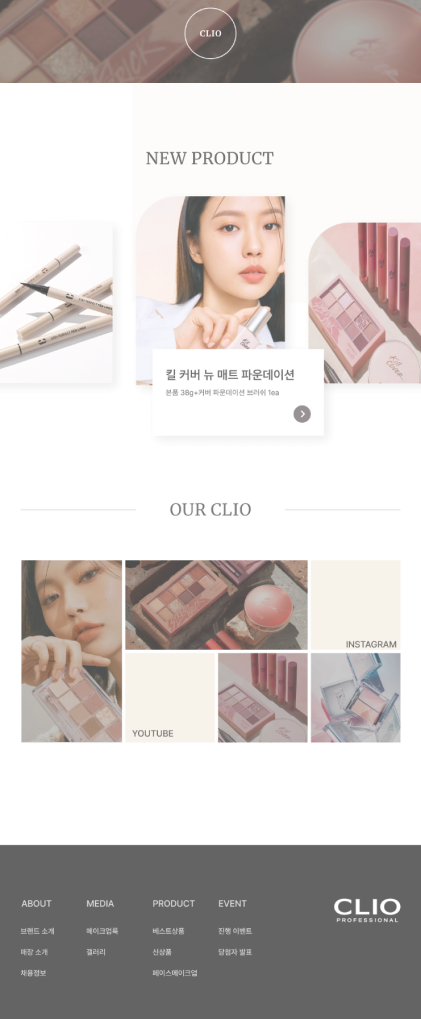 CLIO
NEW PRODUCT
킬 커버 뉴 매트 파운데이션
본품 38g+커버 파운데이션 브러쉬 1ea
OUR CLIO
INSTAGRAM
YOUTUBE
ABOUT
브랜드 소개
매장 소개
채용정보
MEDIA
메이크업룩
갤러리
PRODUCT
베스트상품
신상품
페이스메이크업
EVENT
진행 이벤트
당첨자 발표
CLIO
PROFESSIONAL